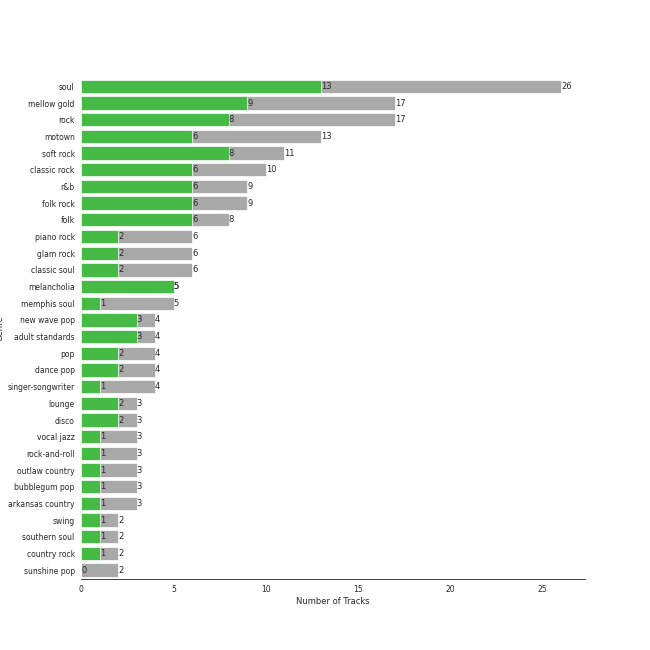 soul 13 26
mellow gold 9 17
rock 8 17
motown 6 13
soft rock 8 11
classic rock 6 10
r&b 6 9
folk rock 6 9
folk 6 8
piano rock 2 6
glam rock 2 6
classic soul 2 6
melancholia 5 5
memphis soul 1 5
new wave pop 3 4
adult standards 3 4
pop 2 4
dance pop 2 4
singer-songwriter 1 4
lounge 2 3
disco 2 3
vocal jazz 1 3
rock-and-roll 1 3
outlaw country 1 3
bubblegum pop 1 3
arkansas country 1 3
swing 1 2
southern soul 1 2
country rock 1 2
sunshine pop 0 2
0 5 10 15 20 25
Number of Tracks